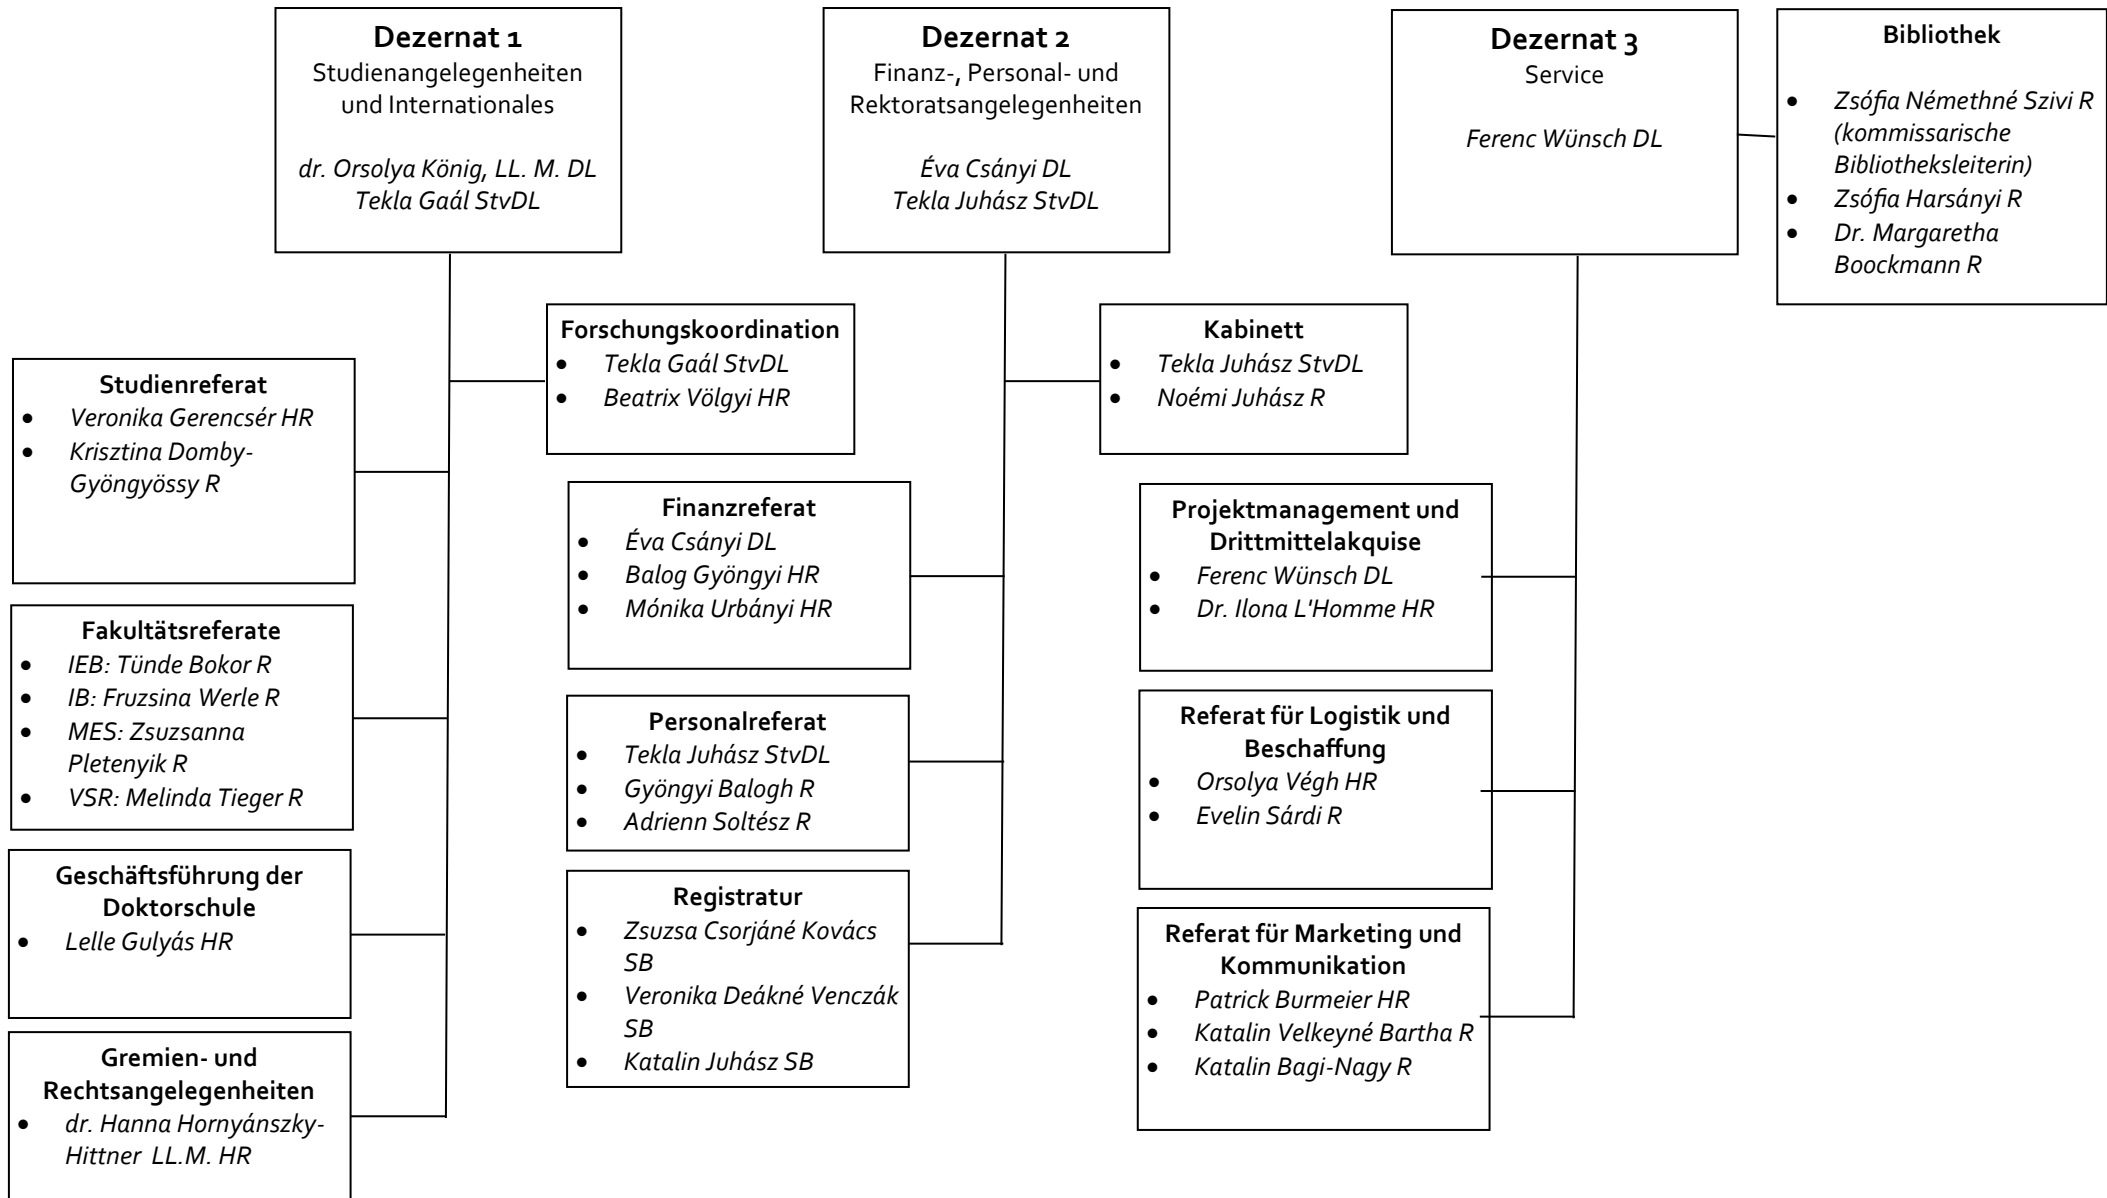 Dezernat 1
Studienangelegenheiten
und Internationales
dr. Orsolya König, LL. M. DL
Tekla Gaál StvDL
Dezernat 2
Finanz-, Personal- und
Rektoratsangelegenheiten
Éva Csányi DL
Tekla Juhász StvDL
Dezernat 3
Service
Ferenc Wünsch DL
Bibliothek
• Zsófia Némethné Szivi R
(kommissarische
Bibliotheksleiterin)
• Zsófia Harsányi R
• Dr. Margaretha
Boockmann R
Forschungskoordination
• Tekla Gaál StvDL
• Beatrix Völgyi HR
Studienreferat
• Veronika Gerencsér HR
• Krisztina Domby-
Gyöngyössy R
Fakultätsreferate
• IEB: Tünde Bokor R
• IB: Fruzsina Werle R
• MES: Zsuzsanna
Pletenyik R
• VSR: Melinda Tieger R
Geschäftsführung der
Doktorschule
• Lelle Gulyás HR
Gremien- und
Rechtsangelegenheiten
• dr. Hanna Hornyánszky-
Hittner LL.M. HR
Kabinett
• Tekla Juhász StvDL
• Noémi Juhász R
Finanzreferat
• Éva Csányi DL
• Balog Gyöngyi HR
• Mónika Urbányi HR
Personalreferat
• Tekla Juhász StvDL
• Gyöngyi Balogh R
• Adrienn Soltész R
Registratur
• Zsuzsa Csorjáné Kovács
SB
• Veronika Deákné Venczák
SB
• Katalin Juhász SB
Projektmanagement und
Drittmittelakquise
• Ferenc Wünsch DL
• Dr. Ilona L'Homme HR
Referat für Logistik und
Beschaffung
• Orsolya Végh HR
• Evelin Sárdi R
Referat für Marketing und
Kommunikation
• Patrick Burmeier HR
• Katalin Velkeyné Bartha R
• Katalin Bagi-Nagy R